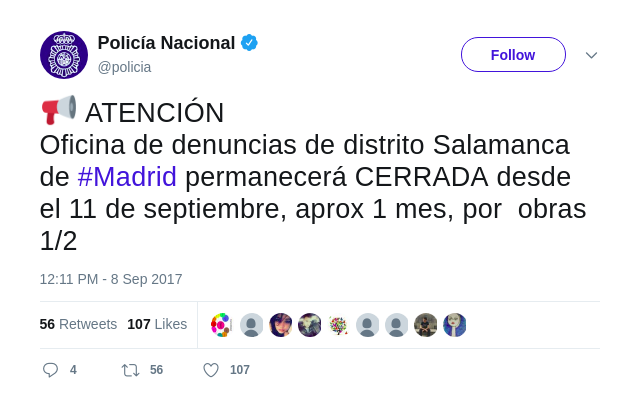 Policía Nacional
@policia
Follow
ATENCIÓN
Oficina de denuncias de distrito Salamanca
de #Madrid permanecerá CERRADA desde
el 11 de septiembre, aprox 1 mes, por  obras
1/2
12:11 PM - 8 Sep 2017
56 Retweets 107 Likes
4 56 107